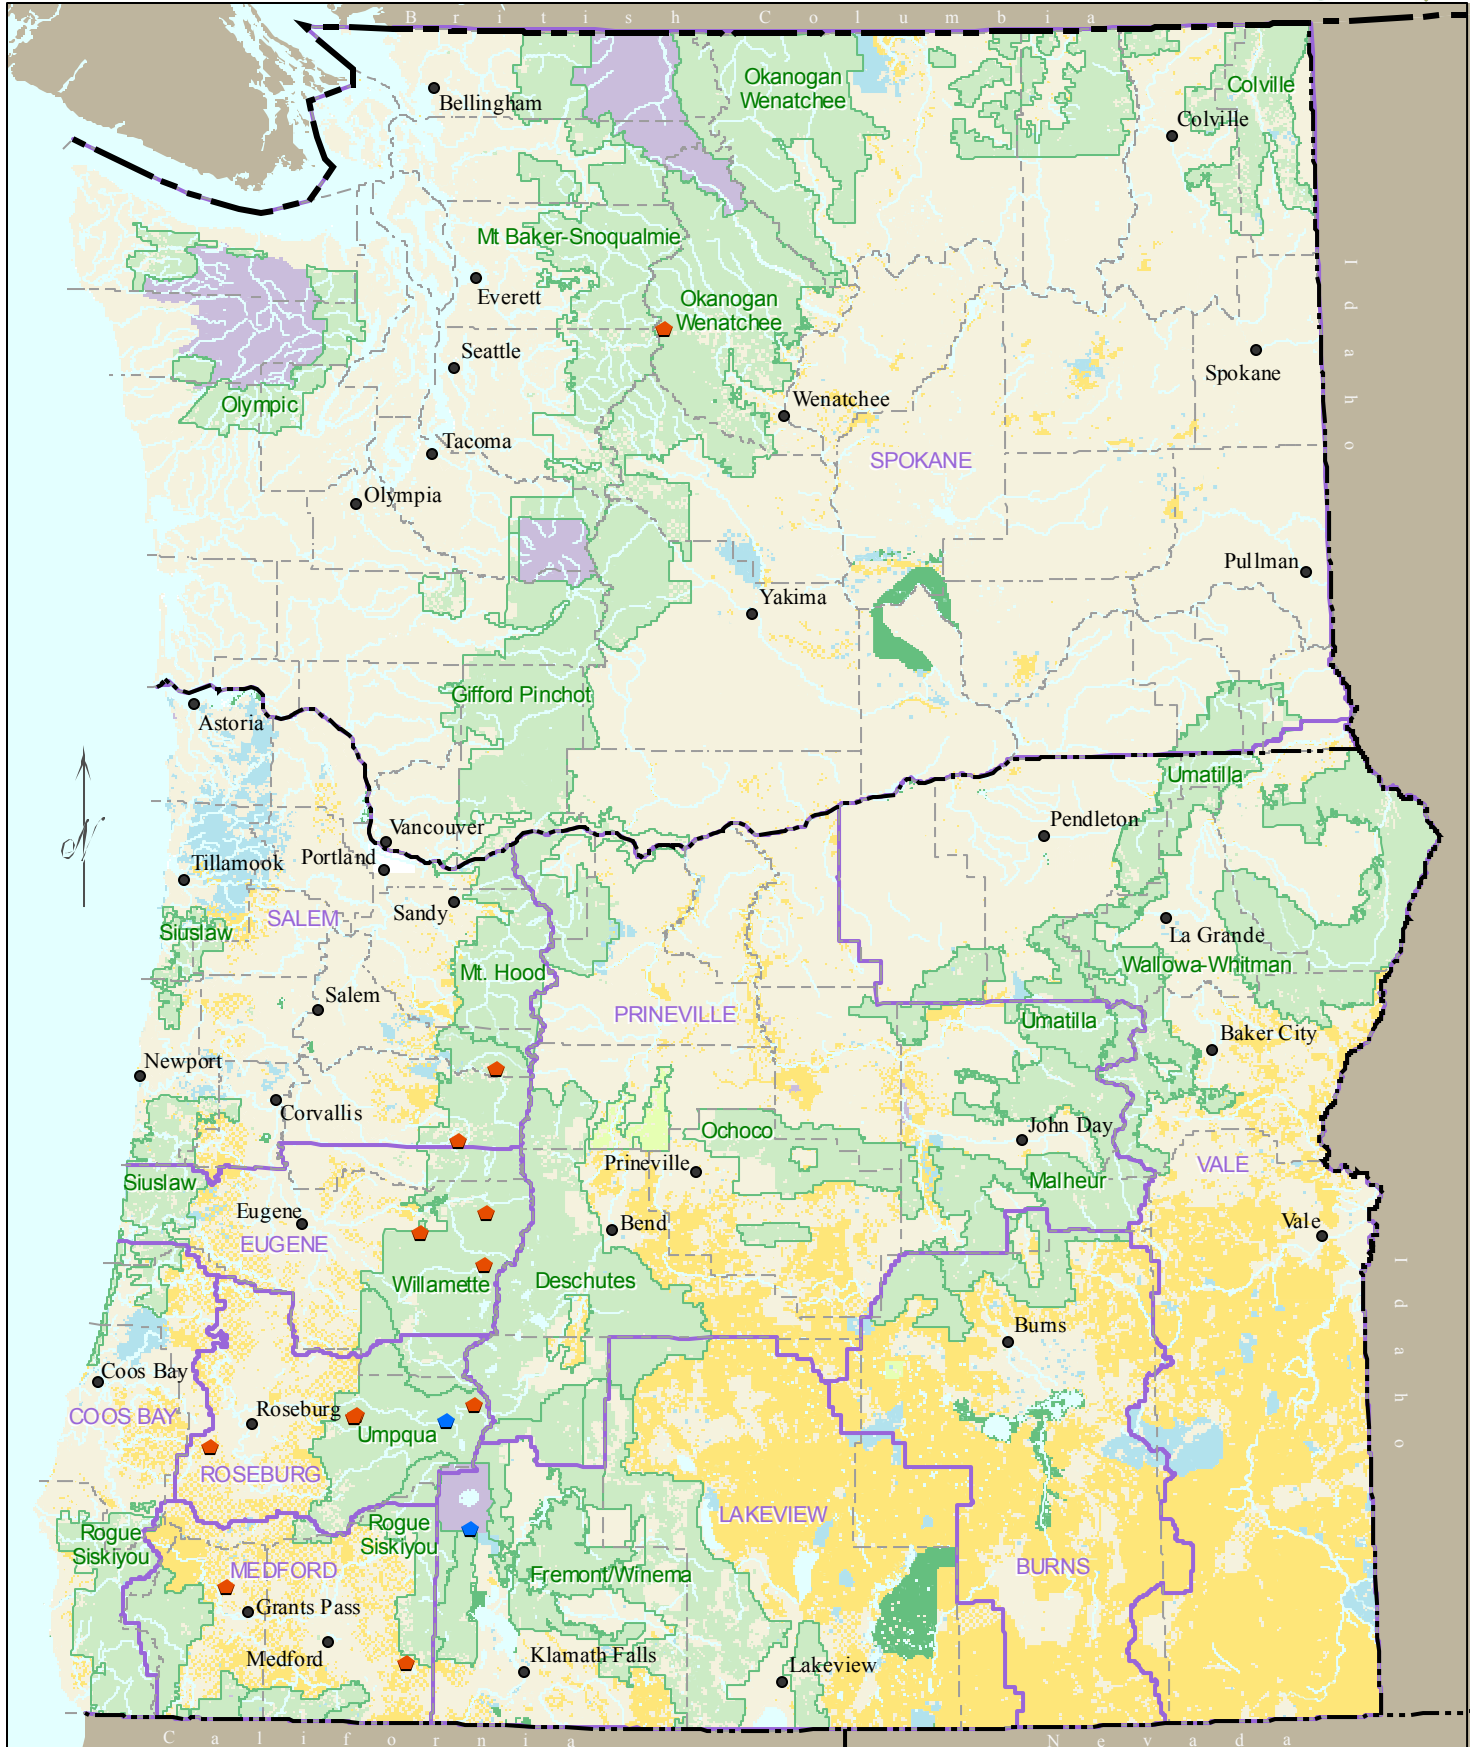 British Columbia
Okanogan
Wenatchee
Colville
Bellingham
Colville
Mt Baker-Snoqualmie
Idaho
Everett
Okanogan
Wenatchee
Seattle
Spokane
Olympic
Wenatchee
Tacoma
SPOKANE
Olympia
Pullman
Yakima
Gifford Pinchot
Astoria
Umatilla
Vancouver
Pendleton
Portland
Tillamook
Sandy
SALEM
Siuslaw
La Grande
Wallowa-Whitman
Mt. Hood
Salem
PRINEVILLE
Umatilla
Baker City
Newport
Corvallis
Ochoco
John Day
Prineville
VALE
Siuslaw
Malheur
Eugene
Bend
Vale
EUGENE
Willamette
Deschutes
Idaho
Burns
Coos Bay
COOS BAY
Roseburg
Umpqua
ROSEBURG
LAKEVIEW
Rogue
Siskiyou
Rogue
Siskiyou
MEDFORD
Fremont/Winema
BURNS
Grants Pass
Medford
Klamath Falls
Lakeview
California
Nevada